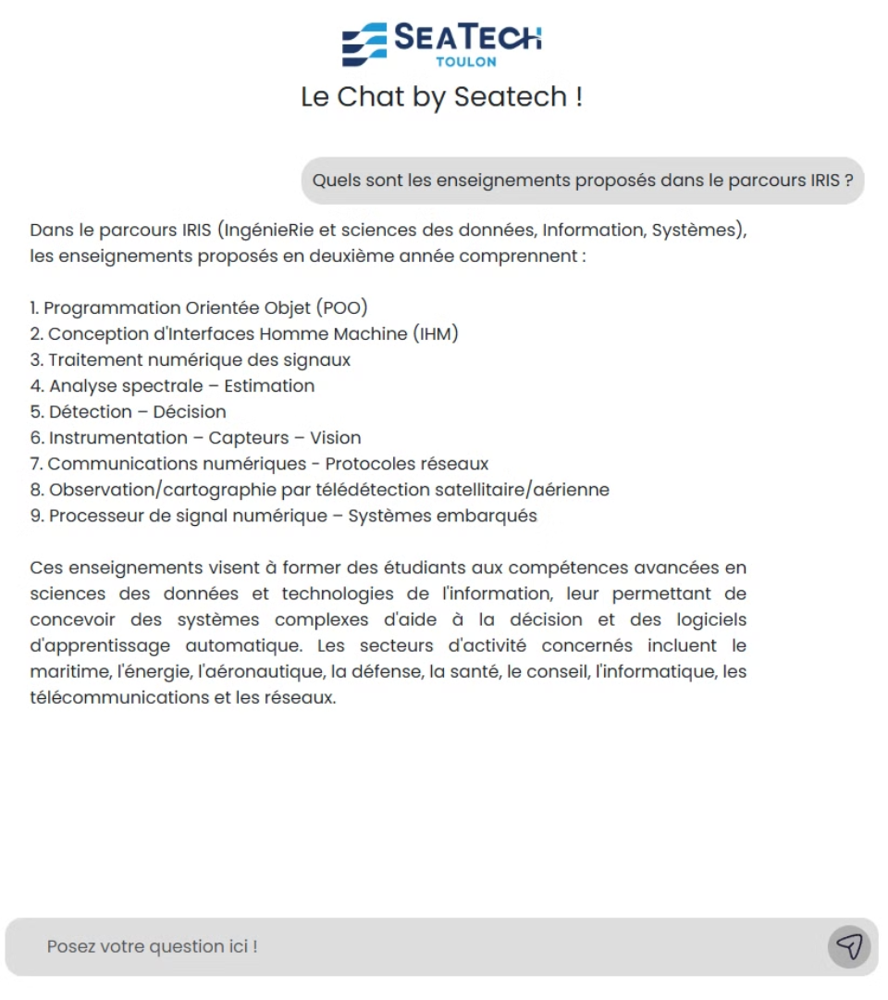 SEATECH
TOULON
Le Chat by Seatech !
Quels sont les enseignements proposés dans le parcours IRIS ?
Dans le parcours IRIS (IngénieRie et sciences des données, Information, Systèmes),
les enseignements proposés en deuxième année comprennent :
1. Programmation Orientée Objet (POO)
2. Conception d'Interfaces Homme Machine (IHM)
3. Traitement numérique des signaux
4. Analyse spectrale – Estimation
5. Détection – Décision
6. Instrumentation – Capteurs – Vision
7. Communications numériques - Protocoles réseaux
8. Observation/cartographie par télédétection satellitaire/aérienne
9. Processeur de signal numérique – Systèmes embarqués
Ces enseignements visent à former des étudiants aux compétences avancées en
sciences des données et technologies de l'information, leur permettant de
concevoir des systèmes complexes d'aide à la décision et des logiciels
d'apprentissage automatique. Les secteurs d'activité concernés incluent le
maritime, l'énergie, l'aéronautique, la défense, la santé, le conseil, l'informatique, les
télécommunications et les réseaux.
Posez votre question ici !